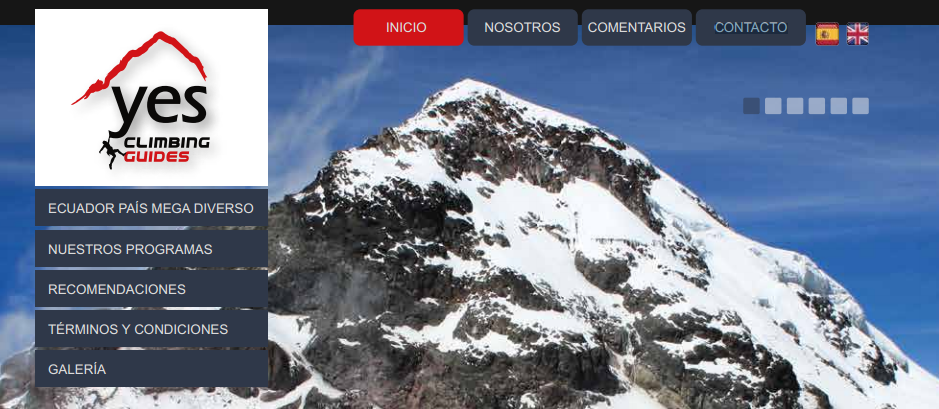 INICIO NOSOTROS COMENTARIOS CONTACTO
yes
CLIMBING
GUIDES
ECUADOR PAÍS MEGA DIVERSO
NUESTROS PROGRAMAS
RECOMENDACIONES
TÉRMINOS Y CONDICIONES
GALERÍA